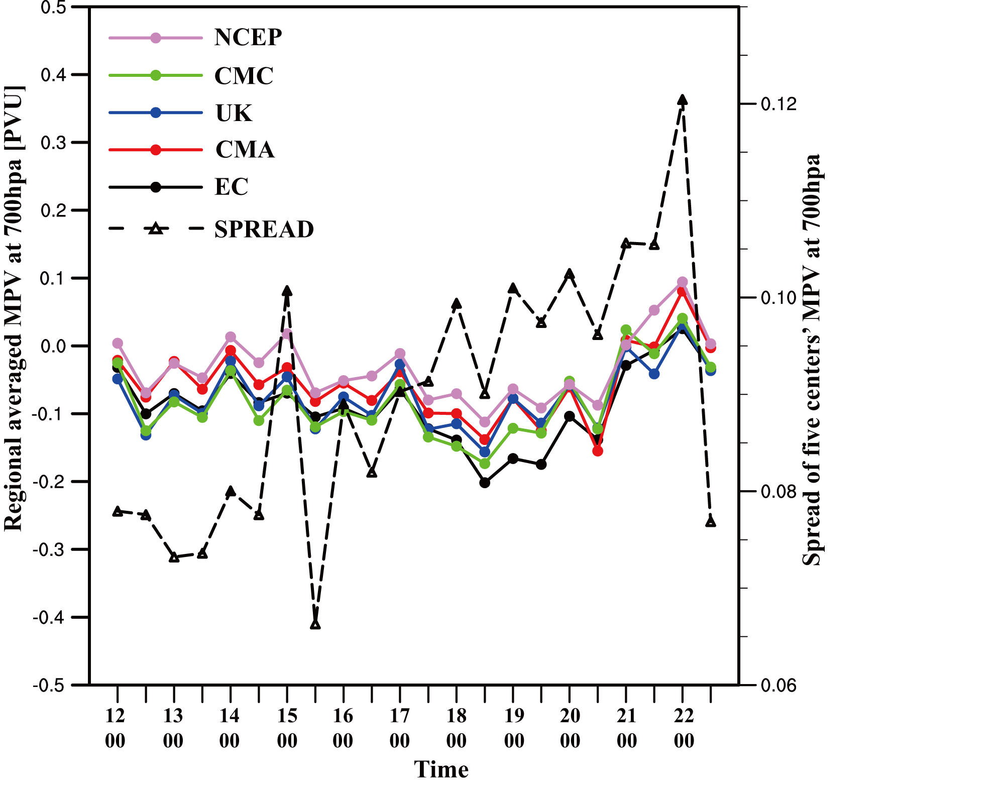 Regional averaged MPV at 700hpa [PVU]
0.5
0.4
0.3
0.2
0.1
0.0
-0.1
-0.2
-0.3
-0.4
-0.5
NCEP
CMC
UK
CMA
EC
SPREAD
0.12
0.10
0.08
0.06
Spread of five centers’ MPV at 700hpa
12 13 14 15 16 17 18 19 20 21 22
00 00 00 00 00 00 00 00 00 00 00
Time